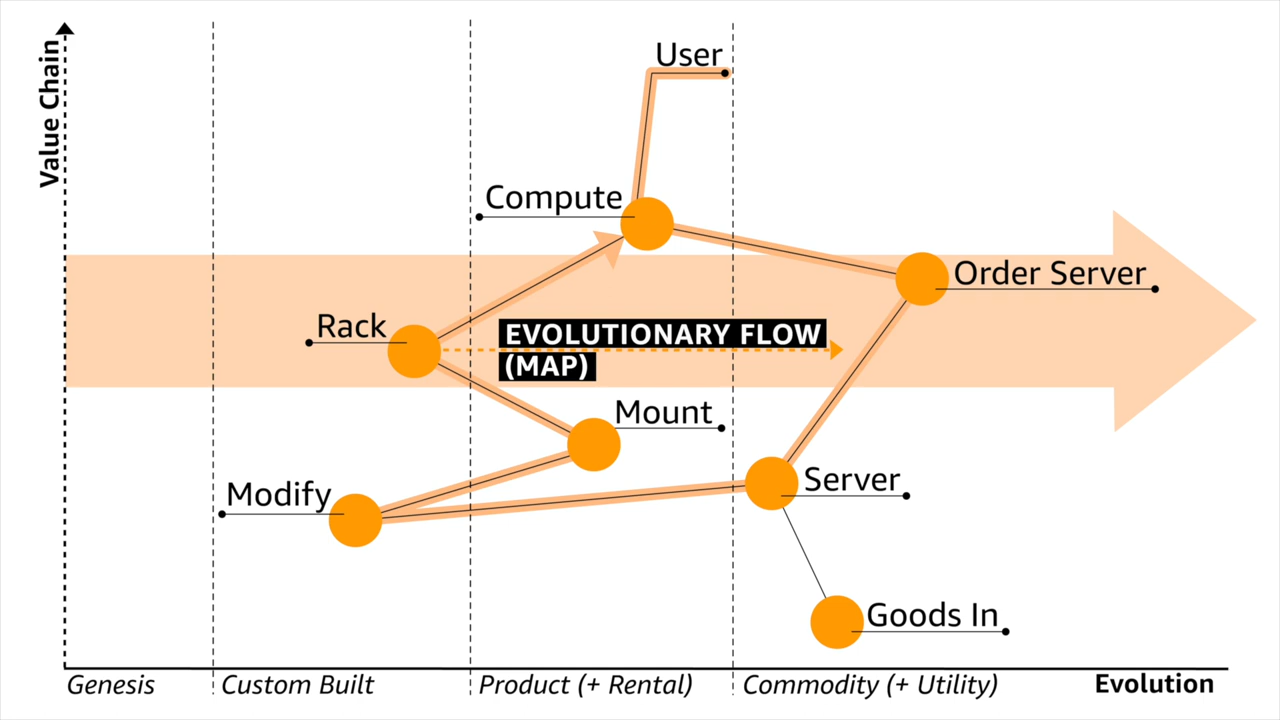 Value Chain
User
Compute
Order Server
Rack
EVOLUTIONARY FLOW
(MAP)
Mount
Server
Modify
Goods In
Genesis
Custom Built
Product (+ Rental)
Commodity (+ Utility)
Evolution